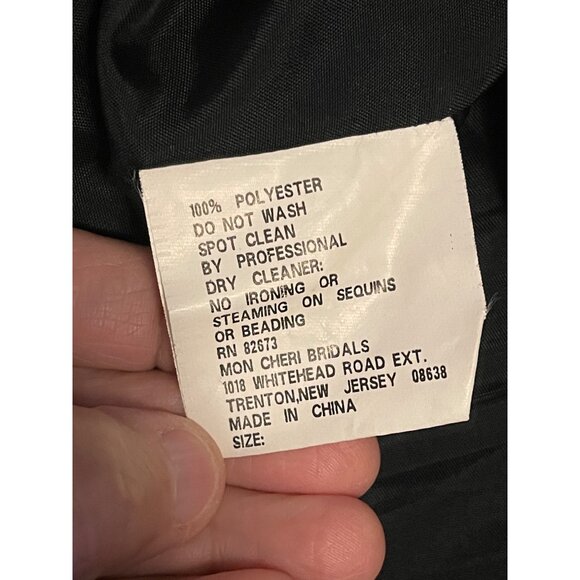 100% POLYESTER
DO NOT WASH
SPOT CLEAN
BY PROFESSIONAL
DRY CLEANER:
NO IRONING OR
STEAMING ON SEQUINS
OR BEADING
RN 82673
MON CHERI BRIDALS
1018 WHITEHEAD ROAD EXT.
TRENTON,NEW JERSEY 08638
MADE IN CHINA
SIZE: